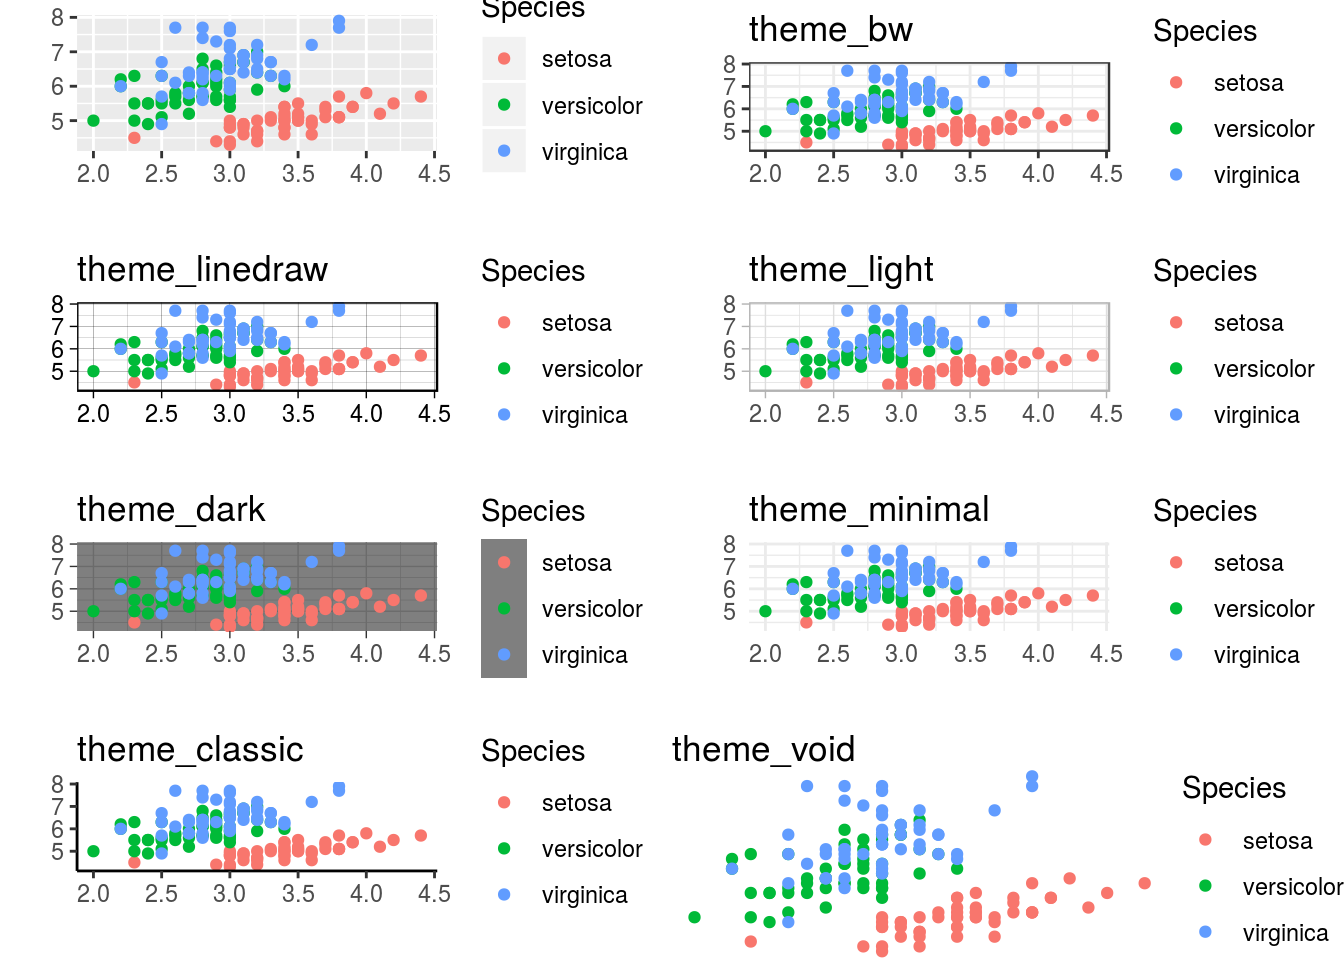 Species
8
7
6
5
2.0 2.5 3.0 3.5 4.0 4.5
setosa
versicolor
virginica
theme_bw
Species
8
7
6
5
2.0 2.5 3.0 3.5 4.0 4.5
setosa
versicolor
virginica
theme_linedraw
Species
8
7
6
5
2.0 2.5 3.0 3.5 4.0 4.5
setosa
versicolor
virginica
theme_light
Species
8
7
6
5
2.0 2.5 3.0 3.5 4.0 4.5
setosa
versicolor
virginica
theme_dark
Species
8
7
6
5
2.0 2.5 3.0 3.5 4.0 4.5
setosa
versicolor
virginica
theme_minimal
Species
8
7
6
5
2.0 2.5 3.0 3.5 4.0 4.5
setosa
versicolor
virginica
theme_classic
Species
8
7
6
5
2.0 2.5 3.0 3.5 4.0 4.5
setosa
versicolor
virginica
theme_void
Species
setosa
versicolor
virginica